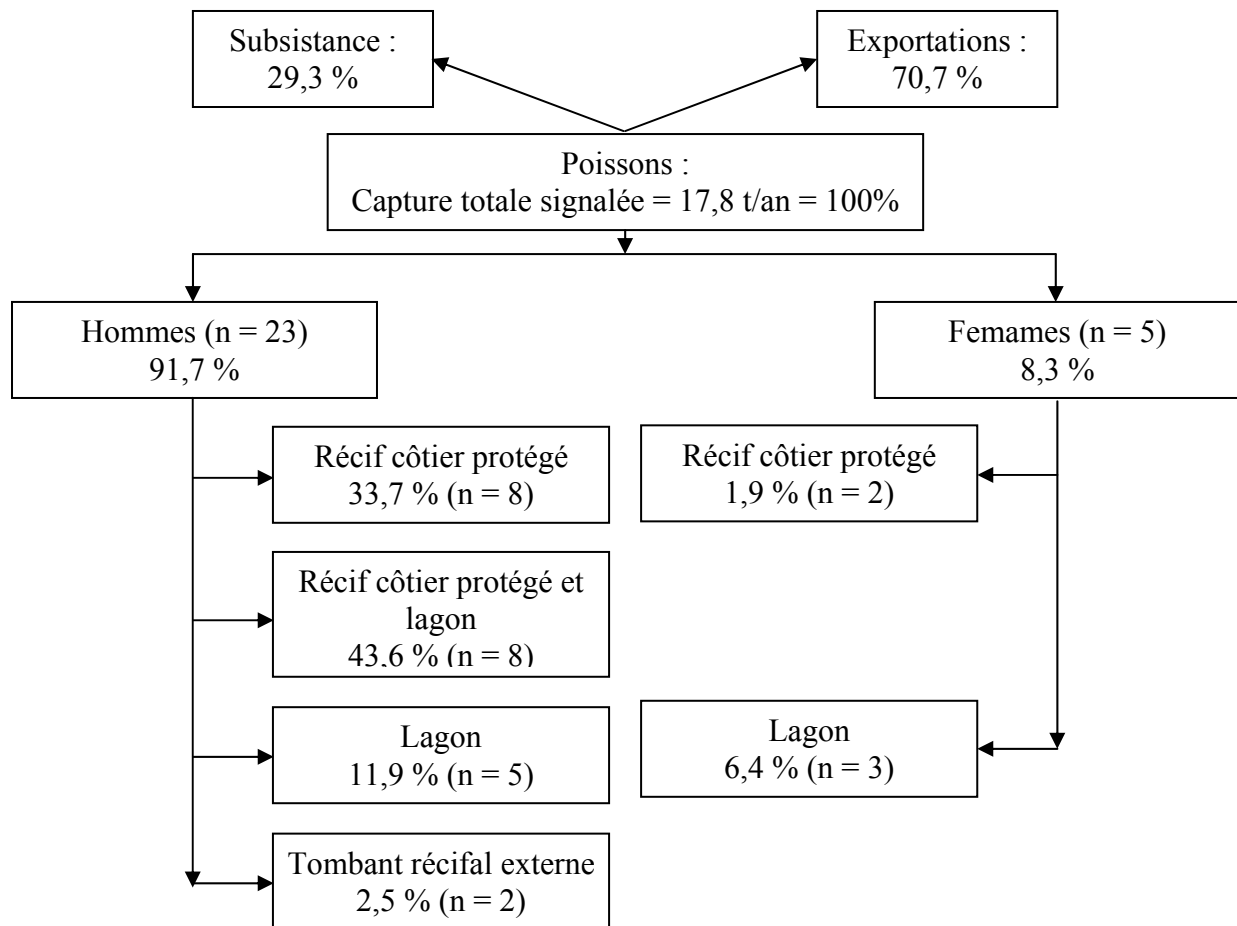 Subsistance :
29,3 %
Exportations :
70,7 %
Poissons :
Capture totale signalée = 17,8 t/an = 100%
Hommes (n = 23)
91,7 %
Femames (n = 5)
8,3 %
Récif côtier protégé
33,7 % (n = 8)
Récif côtier protégé
1,9 % (n = 2)
Récif côtier protégé et
lagon
43,6 % (n = 8)
Lagon
11,9 % (n = 5)
Lagon
6,4 % (n = 3)
Tombant récifal externe
2,5 % (n = 2)